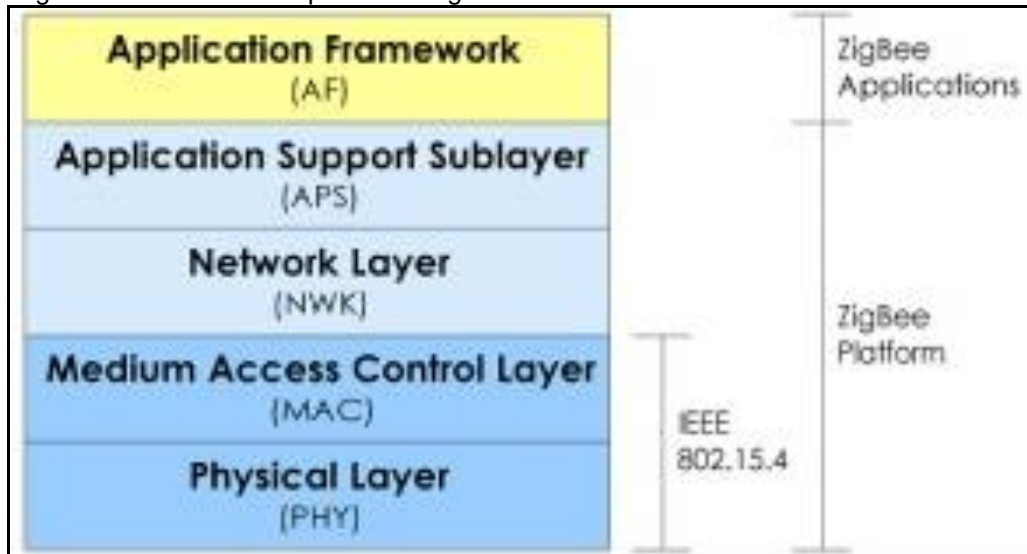 Application Framework
(AF)
Application Support Sublayer
(APS)
Network Layer
(NWK)
Medium Access Control Layer
(MAC)
Physical Layer
(PHY)
ZigBee
Applications
ZigBee
Platform
IEEE
802.15.4